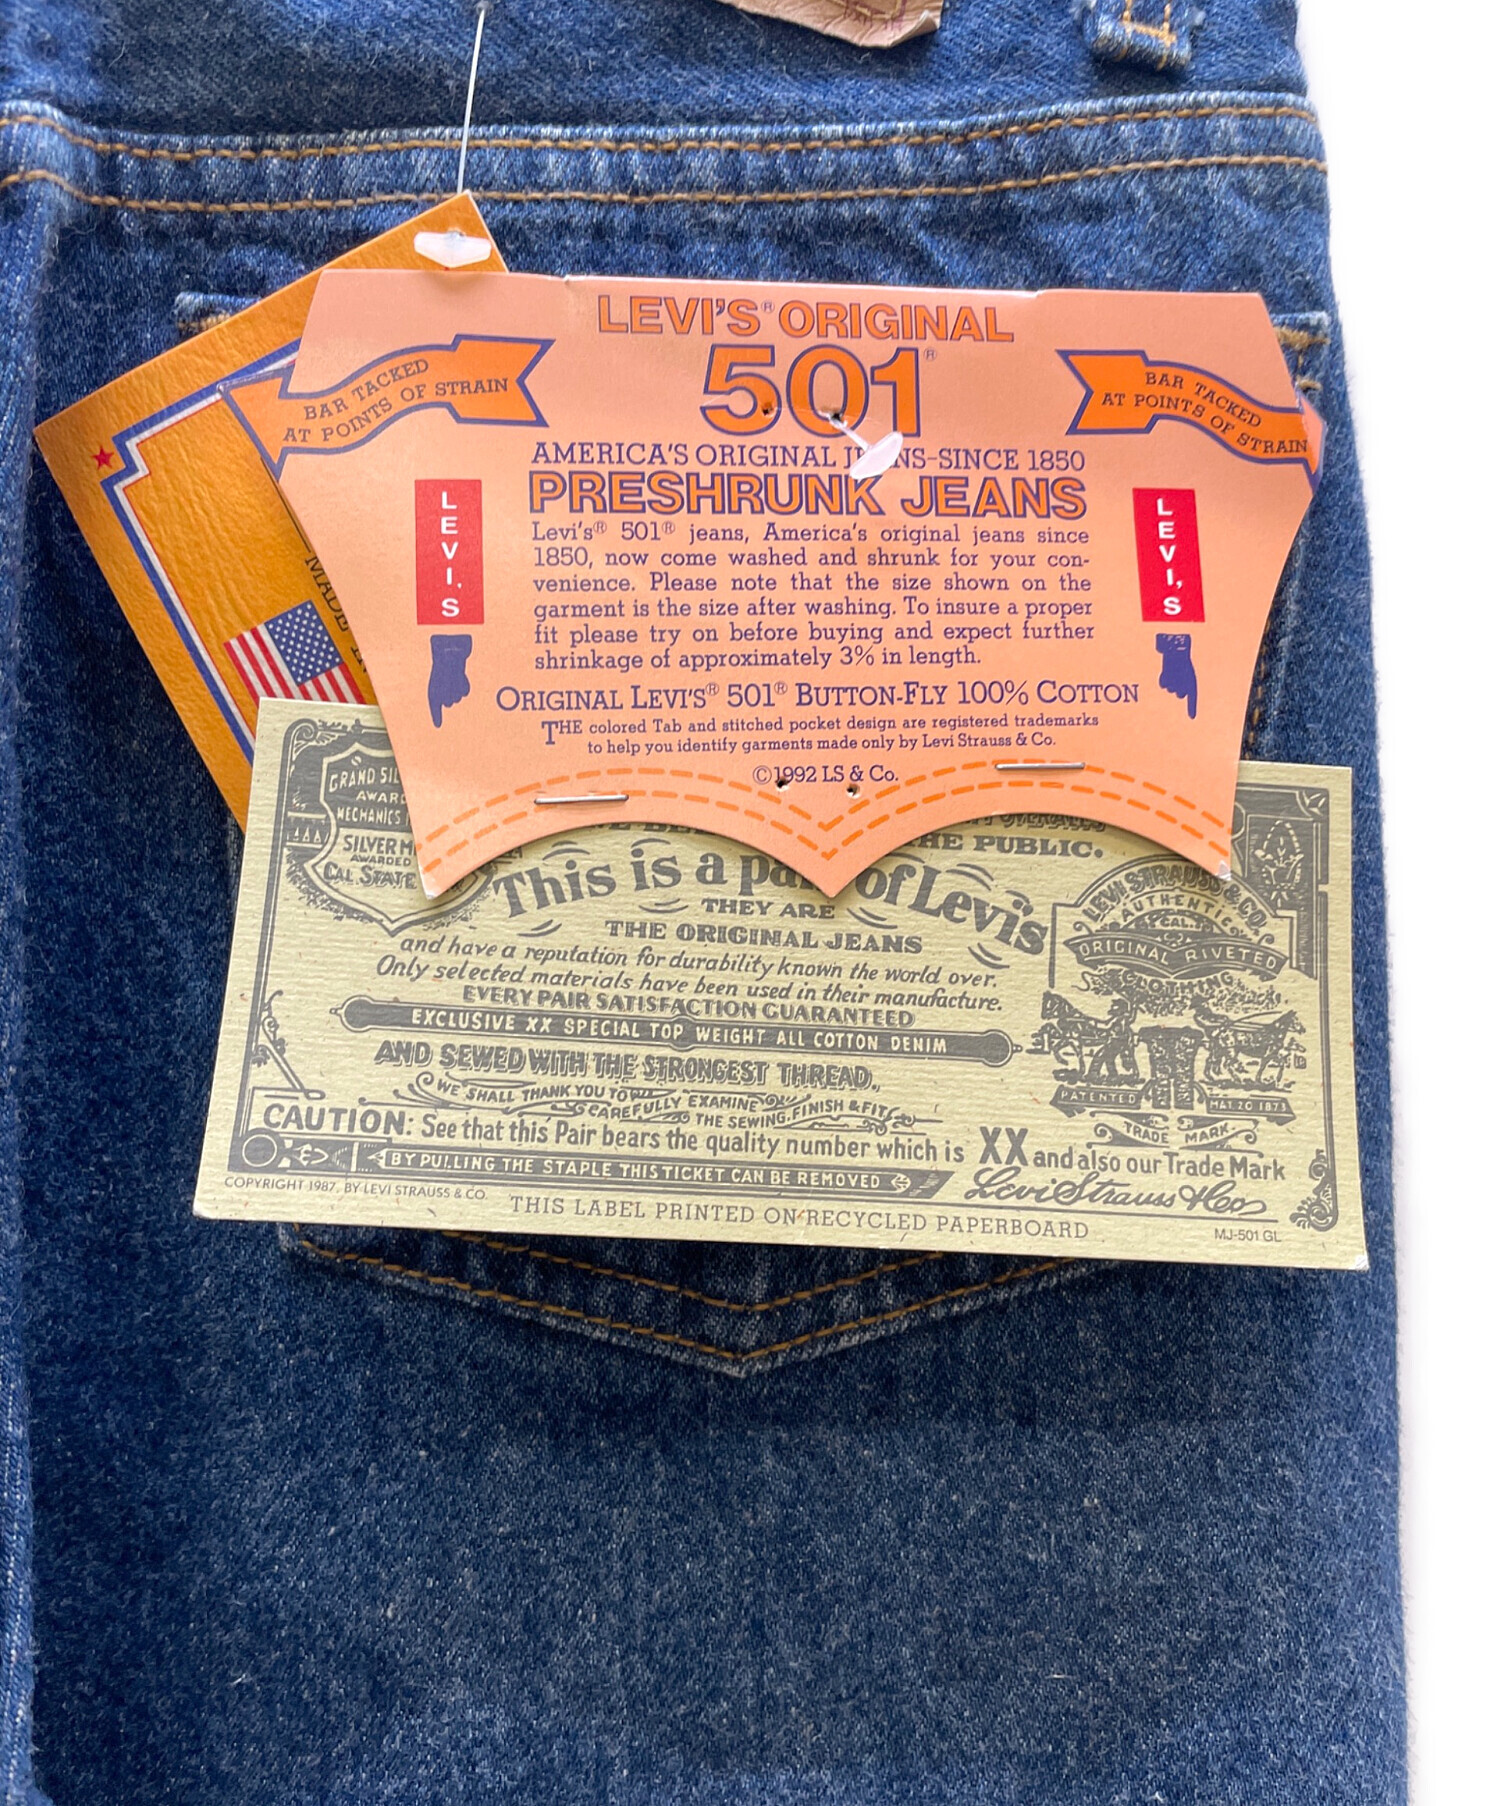 LEVI'S® ORIGINAL
501®
BAR TACKED
AT POINTS OF STRAIN
BAR TACKED
AT POINTS OF STRAIN
AMERICA'S ORIGINAL NS-SINCE 1850
PRESHRUNK JEANS
LEVI'S
LEVI'S
Levi's® 501® jeans, America's original jeans since
1850, now come washed and shrunk for your con-
venience. Please note that the size shown on the
garment is the size after washing. To insure a proper
fit please try on before buying and expect further
shrinkage of approximately 3% in length.
ORIGINAL LEVI'S® 501® BUTTON-FLY 100% COTTON
THE colored Tab and stitched pocket design are registered trademarks
to help you identify garments made only by Levi Strauss & Co.
©1992 LS & Co.
MADE
GRAND SIL
AWAR
MECHANICS
SILVER M
AWARDED
CAL. STATE
HE PUBLIC.
This is a pa of Levi's
THEY ARE
THE ORIGINAL JEANS
and have a reputation for durability known the world over.
Only selected materials have been used in their manufacture.
EVERY PAIR SATISFACTION GUARANTEED
EXCLUSIVE XX SPECIAL TOP WEIGHT ALL COTTON DENIM
AND SEWED WITH THE STRONGEST THREAD.
WE SHALL THANK YOU TO
CAREFULLY EXAMINE
THE SEWING, FINISH & FIT
CAUTION: See that this Pair bears the quality number which is XX and also our Trade Mark
BY PULLING THE STAPLE THIS TICKET CAN BE REMOVED
Levi Strauss & Co
COPYRIGHT 1987, BY LEVI STRAUSS & CO.
THIS LABEL PRINTED ON RECYCLED PAPERBOARD
MJ-501 GL
LEVI STRAUSS & CO.
AUTHENTIC
CAL.
ORIGINAL RIVETED
CLOTHING
PATENTED
MAY 20 1873
TRADE MARK